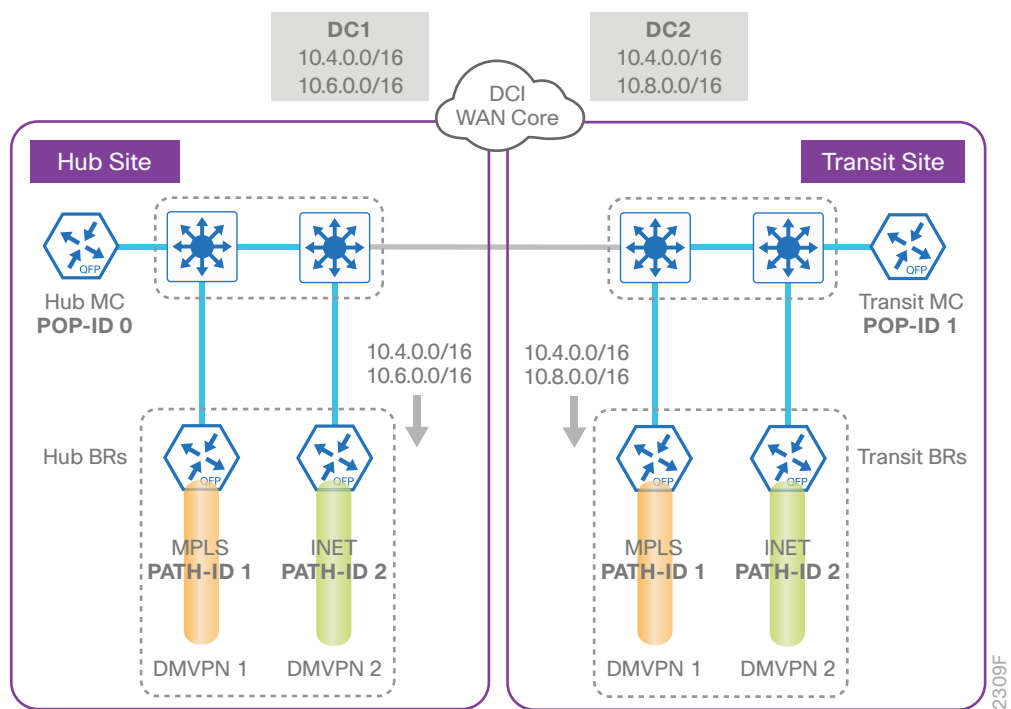 DC1
10.4.0.0/16
10.6.0.0/16
DC2
10.4.0.0/16
10.8.0.0/16
DCI
WAN Core
Hub Site
Transit Site
QFP
Hub MC
POP-ID 0
QFP
Transit MC
POP-ID 1
10.4.0.0/16
10.6.0.0/16
10.4.0.0/16
10.8.0.0/16
Hub BRs
QFP
QFP
QFP
QFP
Transit BRs
MPLS
PATH-ID 1
INET
PATH-ID 2
MPLS
PATH-ID 1
INET
PATH-ID 2
DMVPN 1
DMVPN 2
DMVPN 1
DMVPN 2
2309F